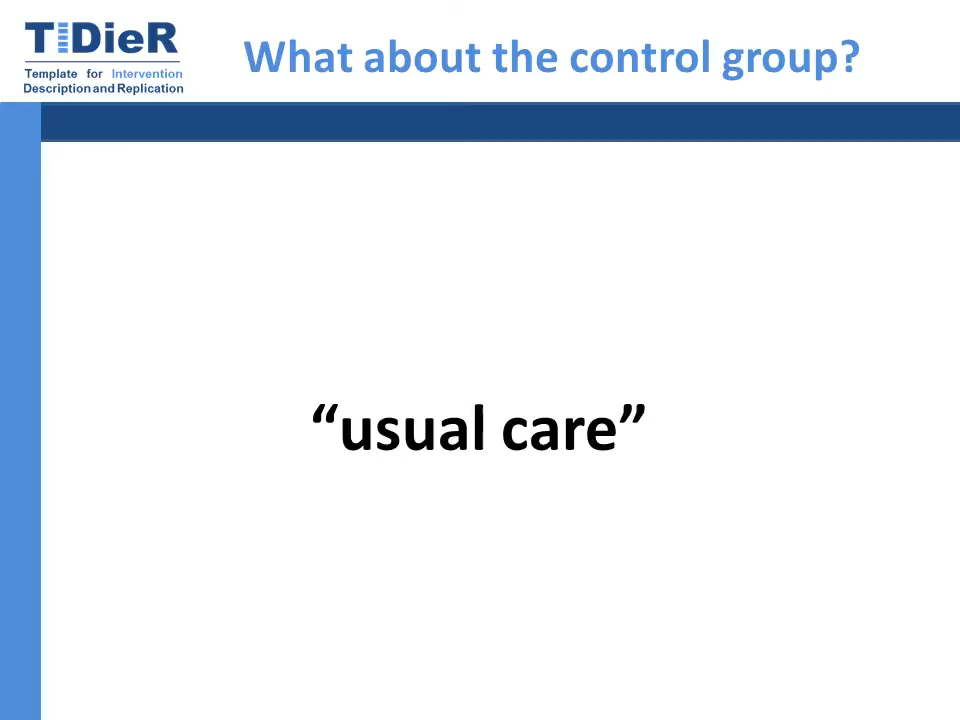 TIDieR
Template for Intervention
Description and Replication
What about the control group?
“usual care”